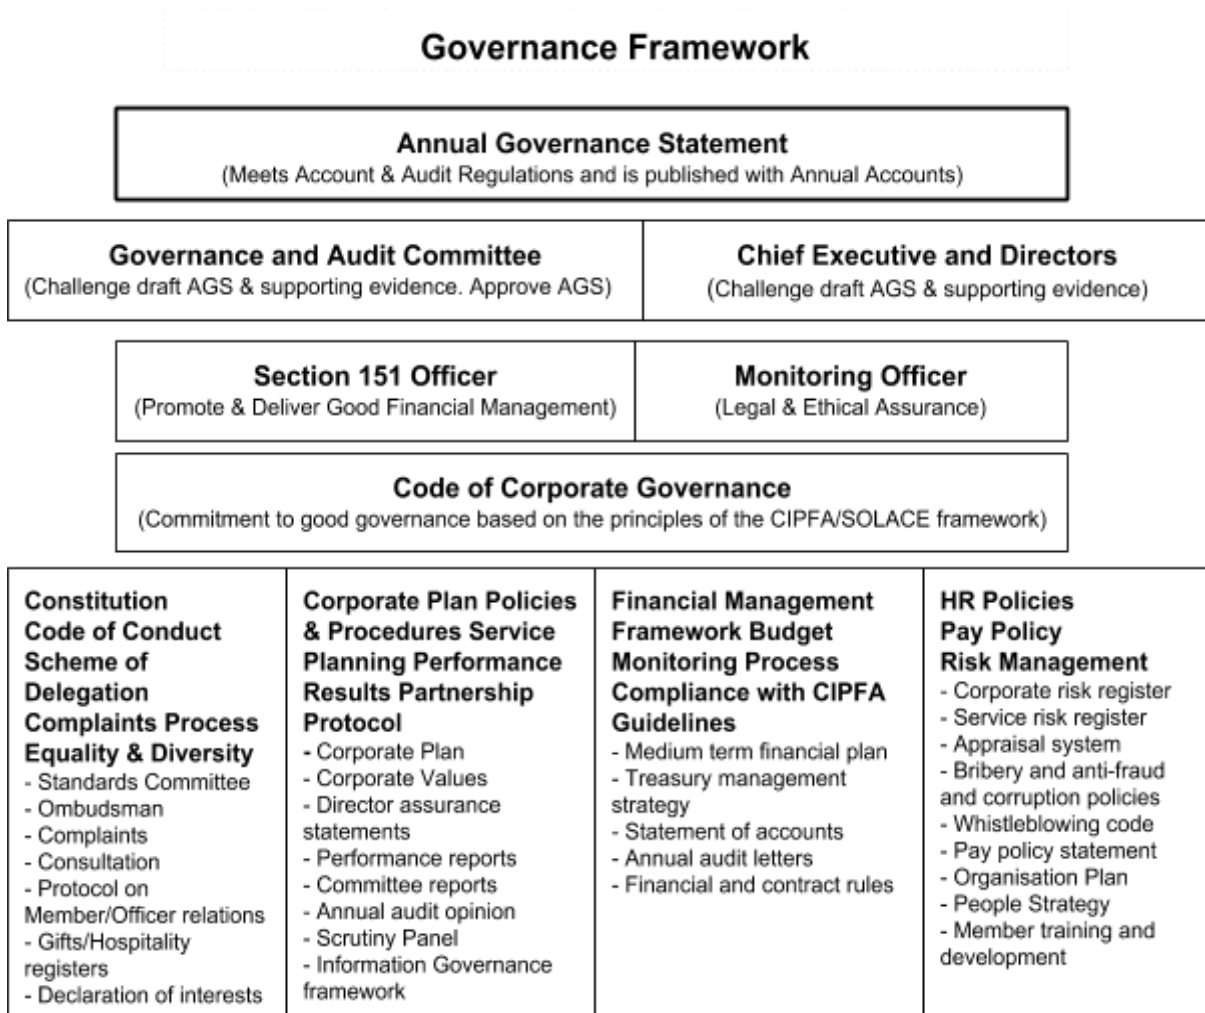 Governance Framework
Annual Governance Statement
(Meets Account & Audit Regulations and is published with Annual Accounts)
Governance and Audit Committee
(Challenge draft AGS & supporting evidence. Approve AGS)
Chief Executive and Directors
(Challenge draft AGS & supporting evidence)
Section 151 Officer
(Promote & Deliver Good Financial Management)
Monitoring Officer
(Legal & Ethical Assurance)
Code of Corporate Governance
(Commitment to good governance based on the principles of the CIPFA/SOLACE framework)
Constitution
Code of Conduct
Scheme of
Delegation
Complaints Process
Equality & Diversity
- Standards Committee
- Ombudsman
- Complaints
- Consultation
- Protocol on
Member/Officer relations
- Gifts/Hospitality
registers
- Declaration of interests
Corporate Plan Policies
& Procedures Service
Planning Performance
Results Partnership
Protocol
- Corporate Plan
- Corporate Values
- Director assurance
statements
- Performance reports
- Committee reports
- Annual audit opinion
- Scrutiny Panel
- Information Governance
framework
Financial Management
Framework Budget
Monitoring Process
Compliance with CIPFA
Guidelines
- Medium term financial plan
- Treasury management
strategy
- Statement of accounts
- Annual audit letters
- Financial and contract rules
HR Policies
Pay Policy
Risk Management
- Corporate risk register
- Service risk register
- Appraisal system
- Bribery and anti-fraud
and corruption policies
- Whistleblowing code
- Pay policy statement
- Organisation Plan
- People Strategy
- Member training and
development